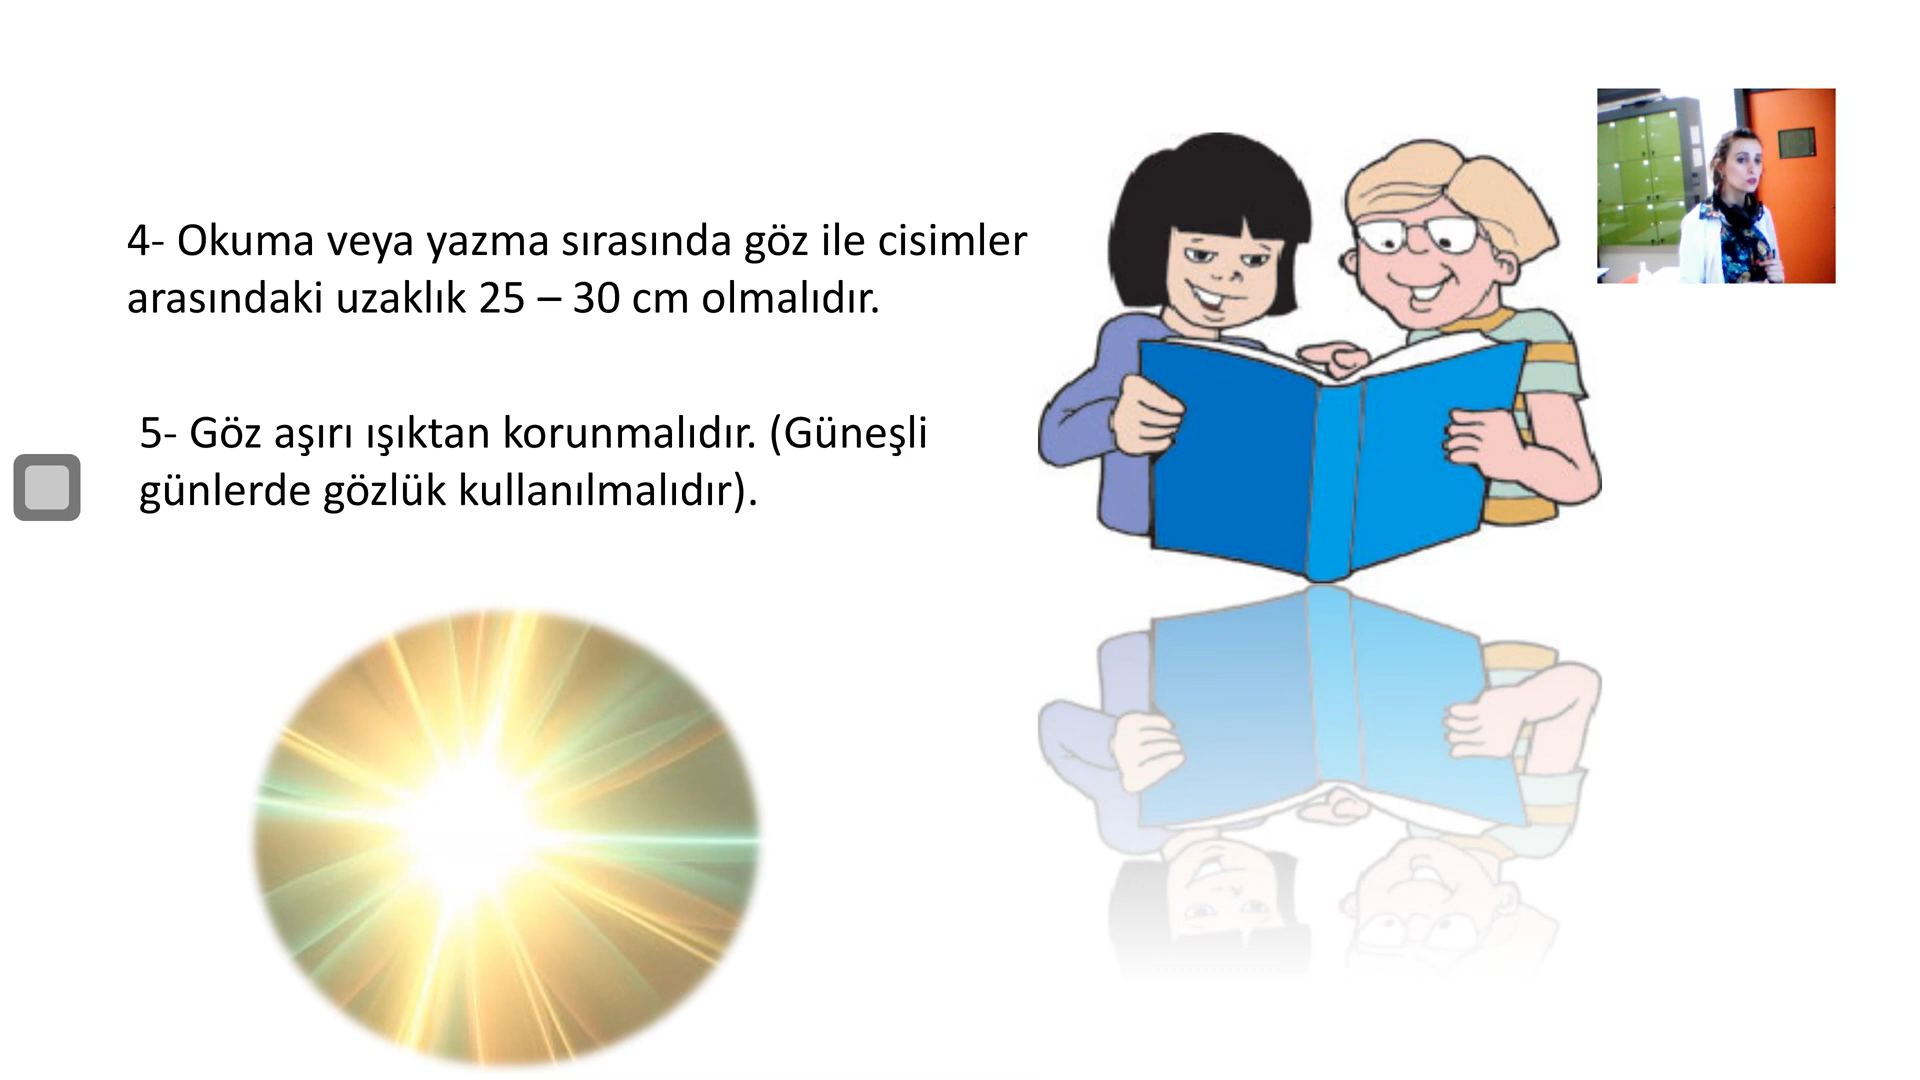 4- Okuma veya yazma sırasında göz ile cisimler
arasındaki uzaklık 25 – 30 cm olmalıdır.
5- Göz aşırı ışıktan korunmalıdır. (Güneşli
günlerde gözlük kullanılmalıdır).